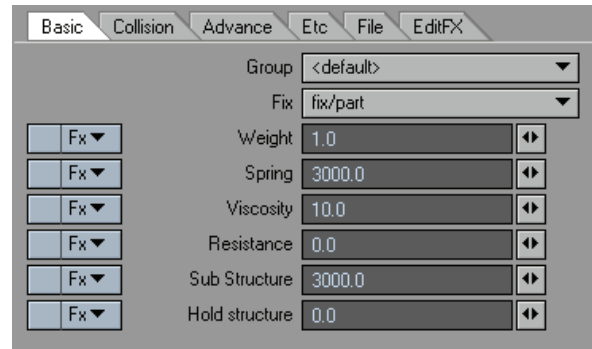 Basic Collision Advance Etc File EditFX
Group <default>
Fix fix/part
Fx Weight 1.0
Fx Spring 3000.0
Fx Viscosity 10.0
Fx Resistance 0.0
Fx Sub Structure 3000.0
Fx Hold structure 0.0